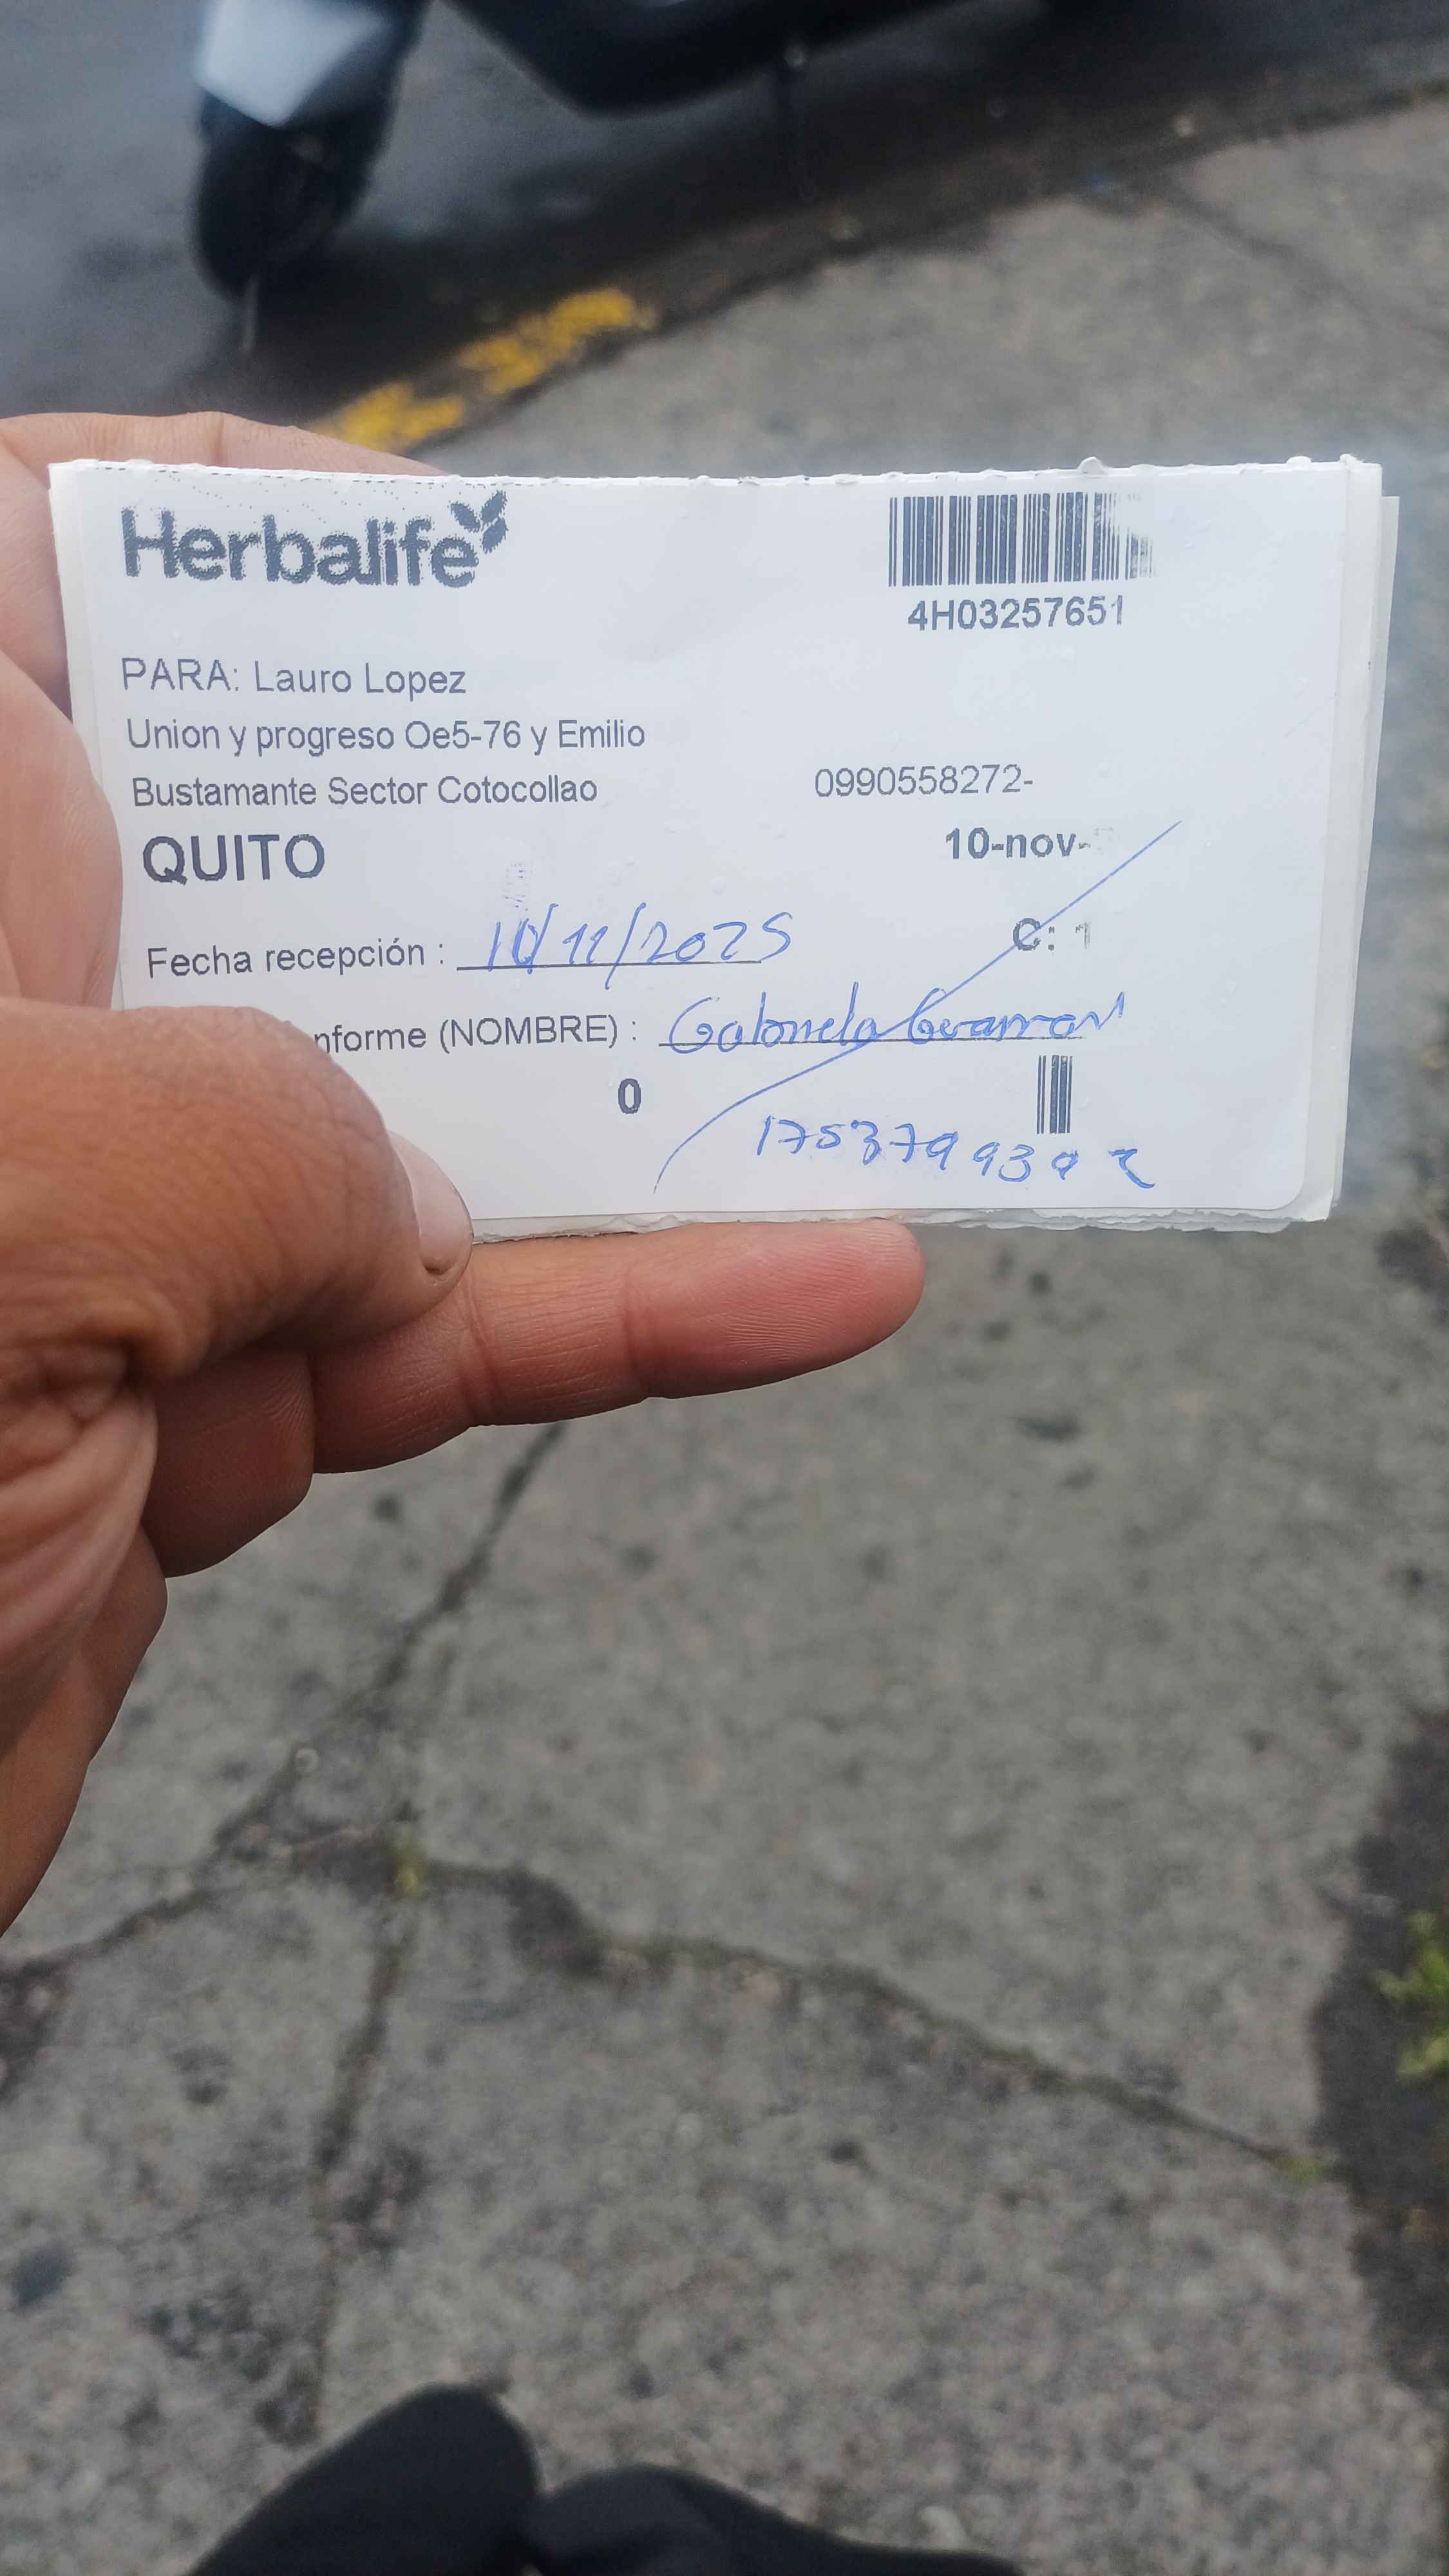 Herbalife
4H03257651
PARA: Lauro Lopez
Union y progreso Oe5-76 y Emilio
Bustamante Sector Cotocollao
0990558272-
QUITO
10-nov-
Fecha recepción : 10/11/2025
C: 1
nforme (NOMBRE) : Gabriela
0